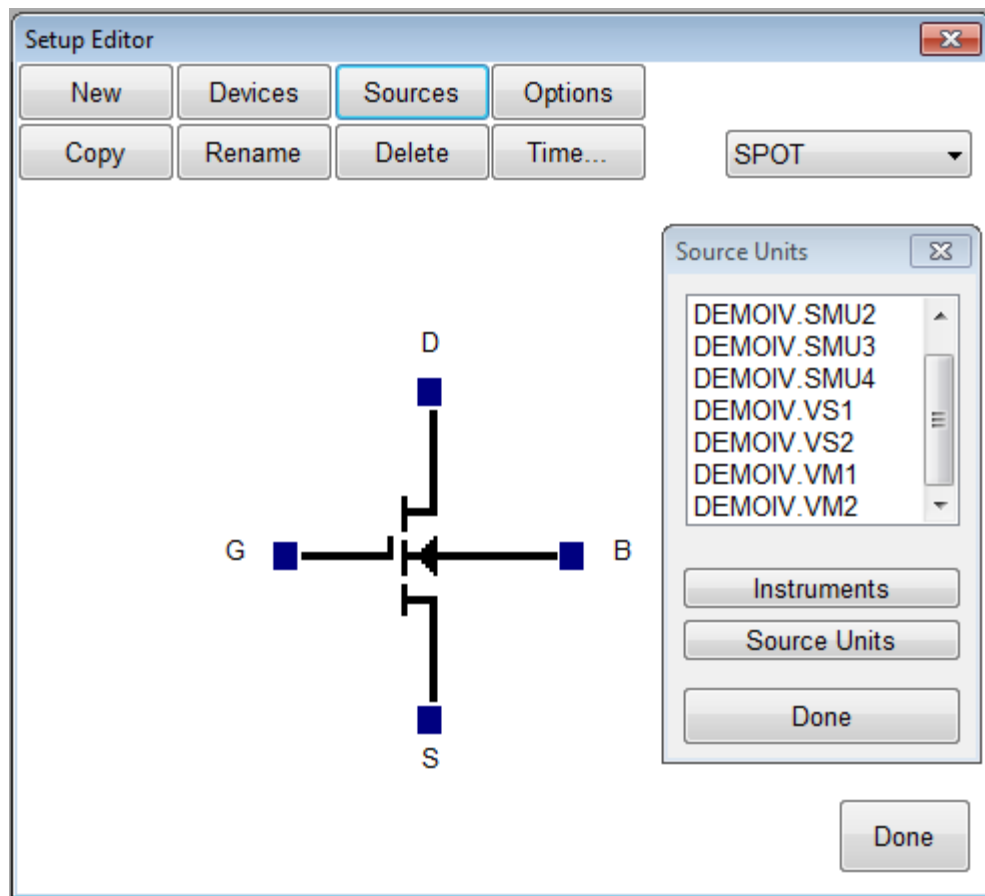 Setup Editor
New Devices Sources Options
Copy Rename Delete Time... SPOT
Source Units
DEMOIV.SMU2
DEMOIV.SMU3
DEMOIV.SMU4
DEMOIV.VS1
DEMOIV.VS2
DEMOIV.VM1
DEMOIV.VM2
D
G B
S
Instruments
Source Units
Done
Done